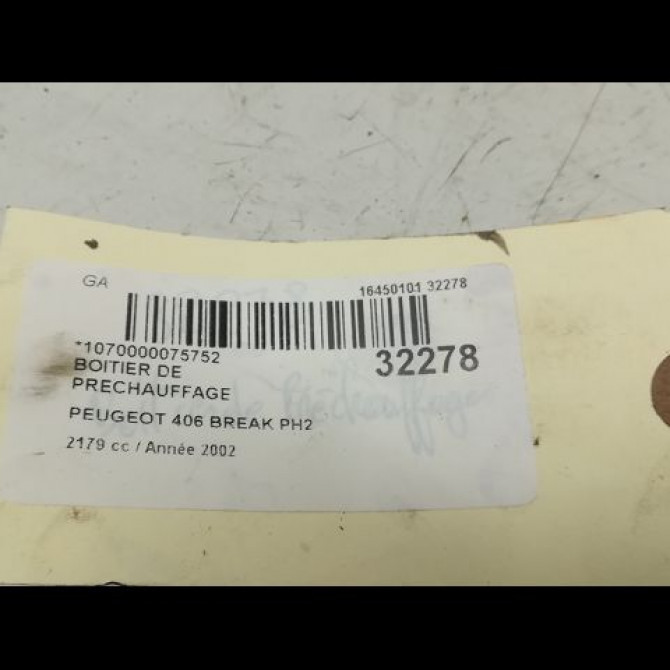 GA
16450101 32278
*1070000075752
32278
BOITIER DE
PRECHAUFFAGE
PEUGEOT 406 BREAK PH2
2179 cc / Année 2002